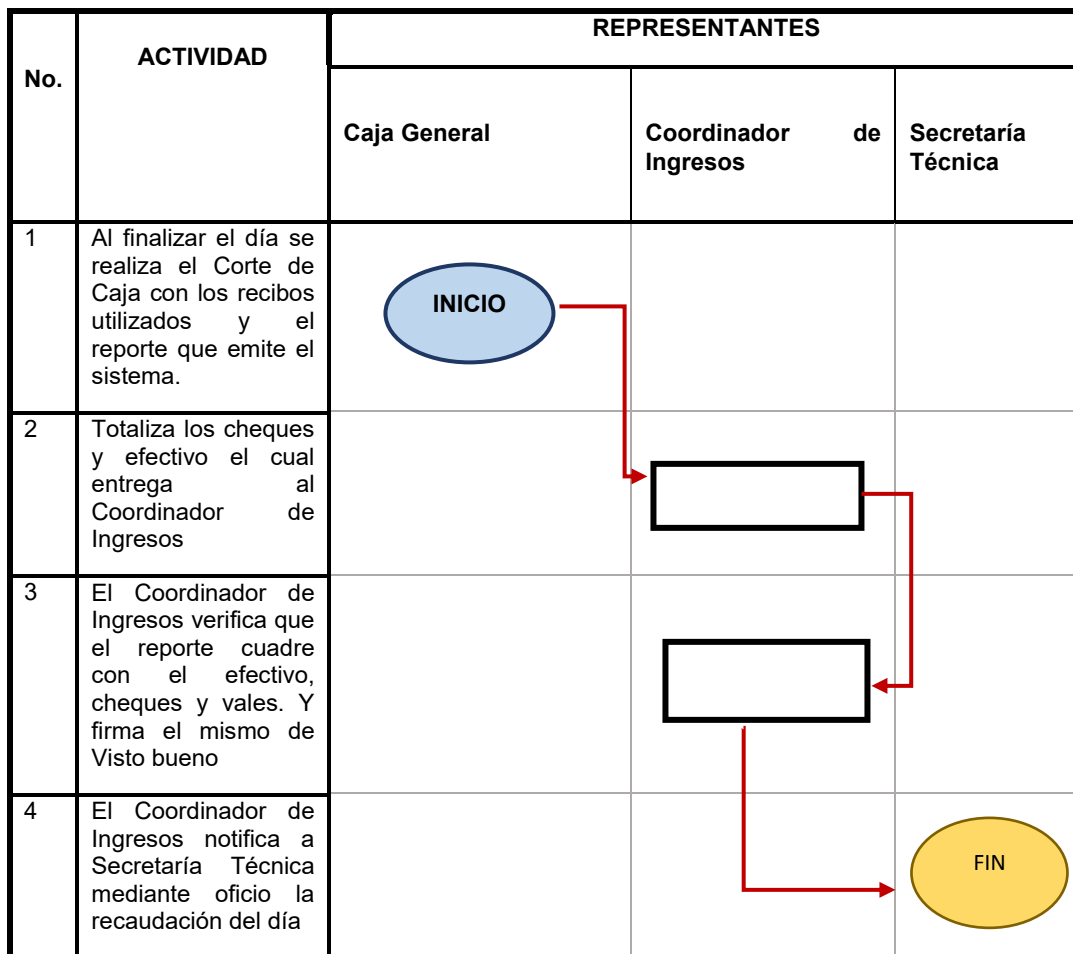 No.
ACTIVIDAD
REPRESENTANTES
Caja General
Coordinador de
Ingresos
Secretaría
Técnica
1
Al finalizar el día se
realiza el Corte de
Caja con los recibos
utilizados y el
reporte que emite el
sistema.
INICIO
2
Totaliza los cheques
y efectivo el cual
entrega al
Coordinador de
Ingresos
3
El Coordinador de
Ingresos verifica que
el reporte cuadre
con el efectivo,
cheques y vales. Y
firma el mismo de
Visto bueno
4
El Coordinador de
Ingresos notifica a
Secretaría Técnica
mediante oficio la
recaudación del día
FIN